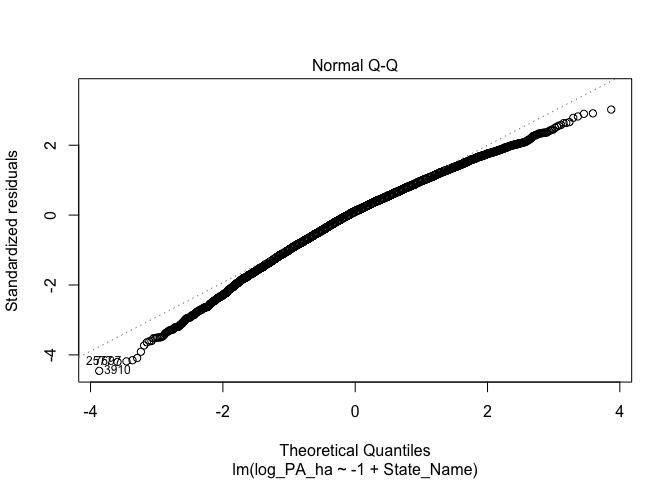 Normal Q-Q
Standardized residuals
2
0
-2
-4
3910
-4
-2
0
2
4
Theoretical Quantiles
lm(log_PA_ha ~ -1 + State_Name)